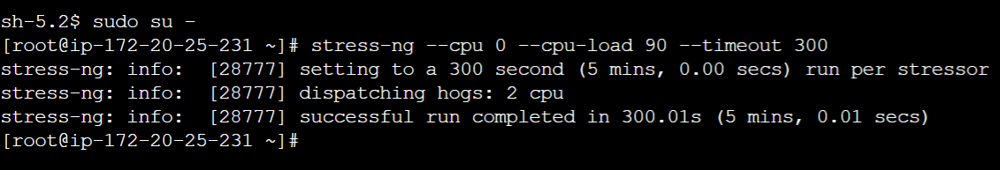 sh-5.2$ sudo su -
[root@ip-172-20-25-231 ~]# stress-ng --cpu 0 --cpu-load 90 --timeout 300
stress-ng: info:  [28777] setting to a 300 second (5 mins, 0.00 secs) run per stressor
stress-ng: info:  [28777] dispatching hogs: 2 cpu
stress-ng: info:  [28777] successful run completed in 300.01s (5 mins, 0.01 secs)
[root@ip-172-20-25-231 ~]#